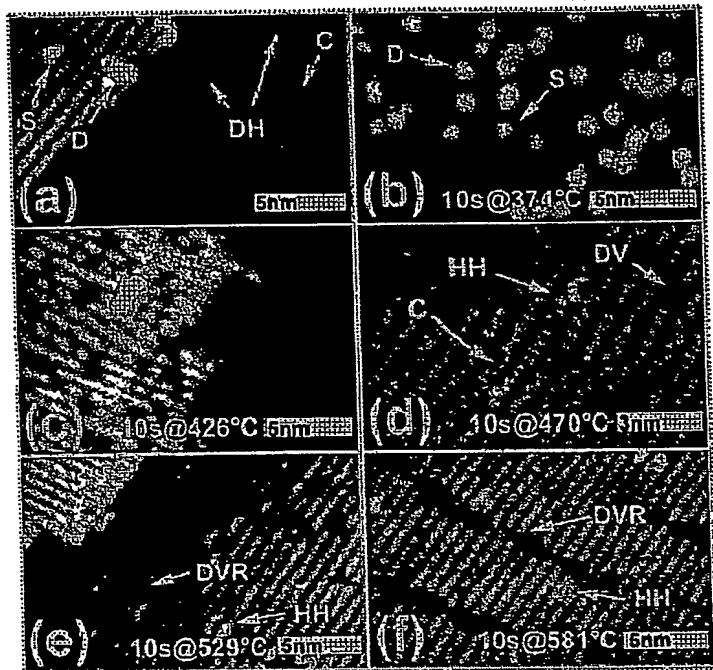 S
D
DH
C
(a)
5nm
D
S
(b) 10s@374°C 5nm
(c) 10s@426°C 5nm
HH
DV
C
(d) 10s@470°C 5nm
DVR
HH
(e) 10s@529°C 5nm
DVR
HH
(f) 10s@581°C 5nm